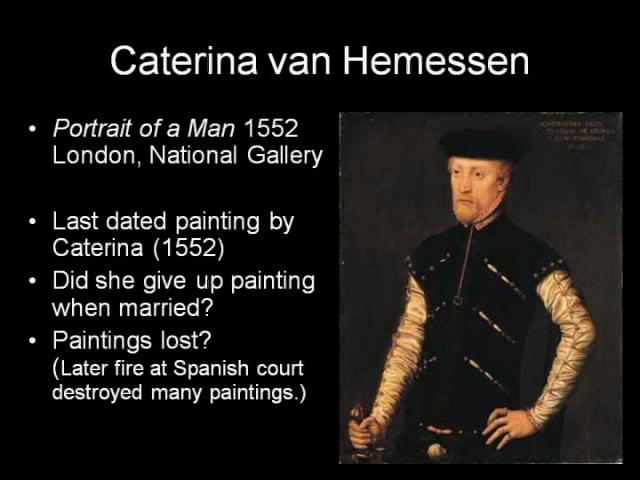 Caterina van Hemessen
• Portrait of a Man 1552
London, National Gallery
• Last dated painting by
Caterina (1552)
• Did she give up painting
when married?
• Paintings lost?
(Later fire at Spanish court
destroyed many paintings.)